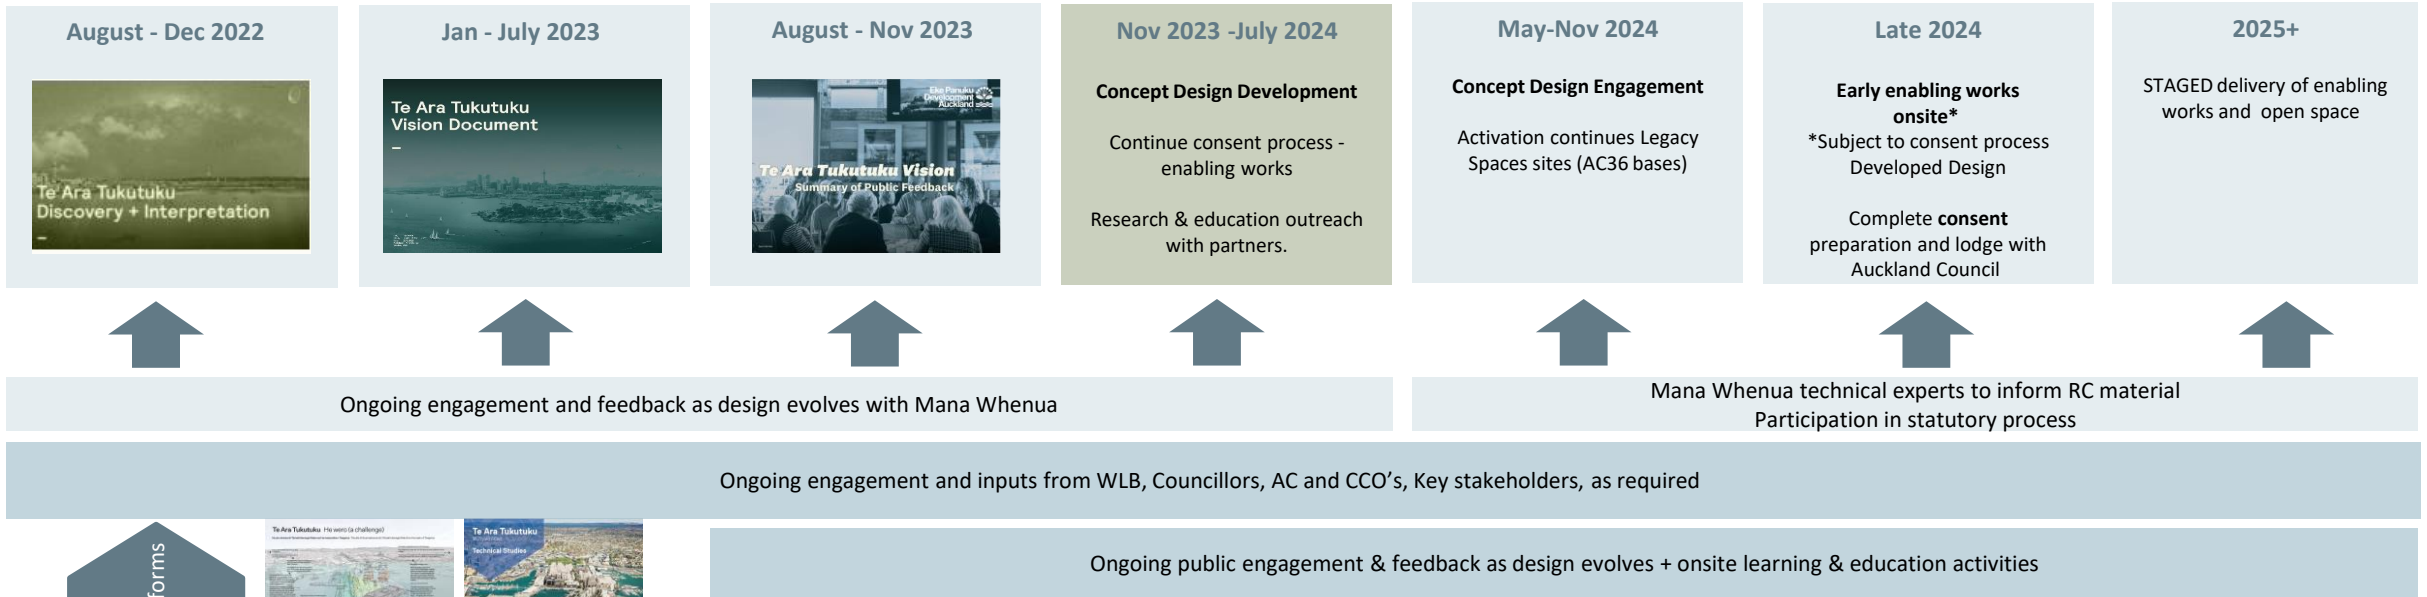 August - Dec 2022
Te Ara Tukutuku
Discovery + Interpretation
Jan - July 2023
Te Ara Tukutuku
Vision Document
August - Nov 2023
Eke Panuku
Development
Auckland
Te Ara Tukutuku Vision
Summary of Public Feedback
Nov 2023 -July 2024
Concept Design Development
Continue consent process -
enabling works
Research & education outreach
with partners.
May-Nov 2024
Concept Design Engagement
Activation continues Legacy
Spaces sites (AC36 bases)
Late 2024
Early enabling works
onsite*
*Subject to consent process
Developed Design
Complete consent
preparation and lodge with
Auckland Council
2025+
STAGED delivery of enabling
works and open space
Ongoing engagement and feedback as design evolves with Mana Whenua
Mana Whenua technical experts to inform RC material
Participation in statutory process
Ongoing engagement and inputs from WLB, Councillors, AC and CCO’s, Key stakeholders, as required
forms
Te Ara Tukutuku He wero (a challenge)
Te Ara Tukutuku
Technical Studies
Ongoing public engagement & feedback as design evolves + onsite learning & education activities